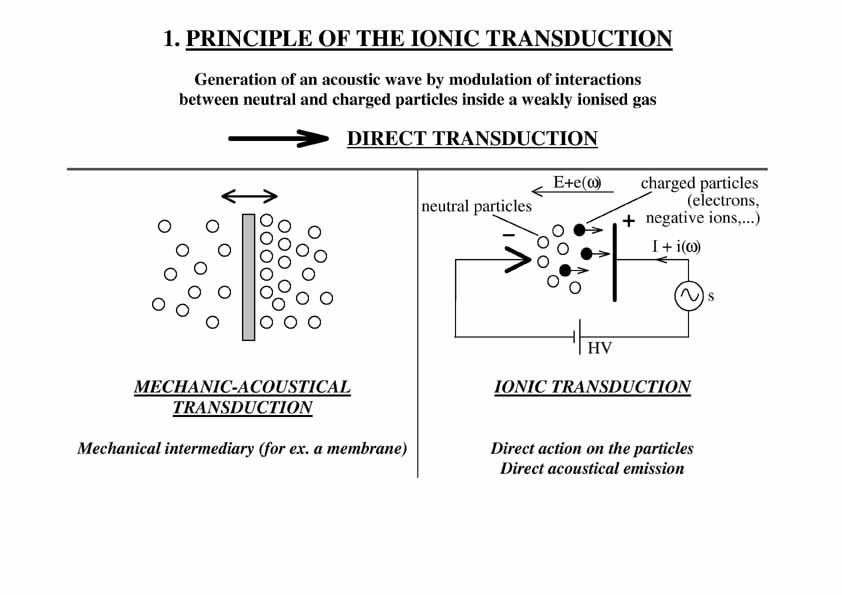 1. PRINCIPLE OF THE IONIC TRANSDUCTION
Generation of an acoustic wave by modulation of interactions
between neutral and charged particles inside a weakly ionised gas
DIRECT TRANSDUCTION
E+e(ω)
charged particles
(electrons,
negative ions,...)
neutral particles
+
−
I + i(ω)
s
HV
MECHANIC-ACOUSTICAL
TRANSDUCTION
Mechanical intermediary (for ex. a membrane)
IONIC TRANSDUCTION
Direct action on the particles
Direct acoustical emission